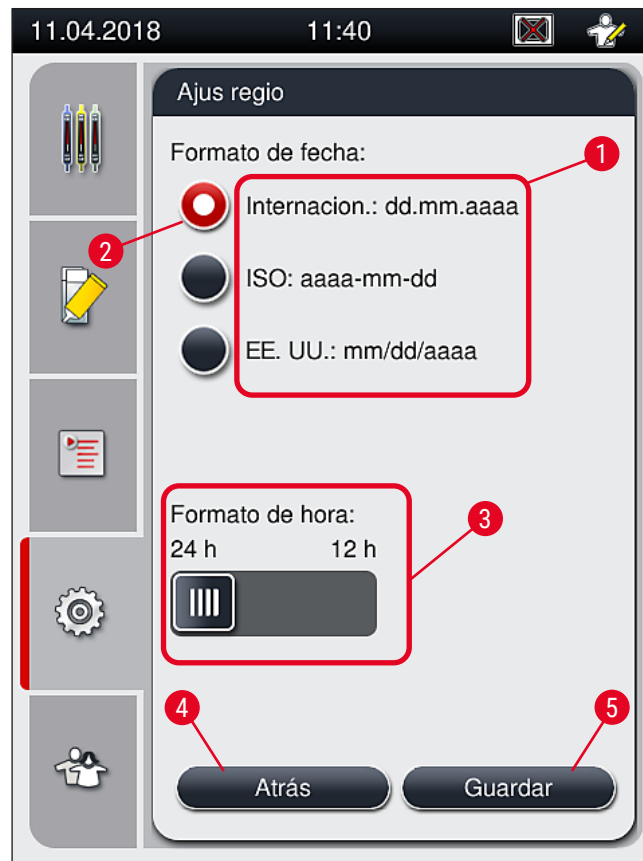 11.04.2018 11:40
Ajus regio
Formato de fecha:
1
Internacion.: dd.mm.aaaa
2
ISO: aaaa-mm-dd
EE. UU.: mm/dd/aaaa
Formato de hora:
3
24 h 12 h
4
5
Atrás Guardar